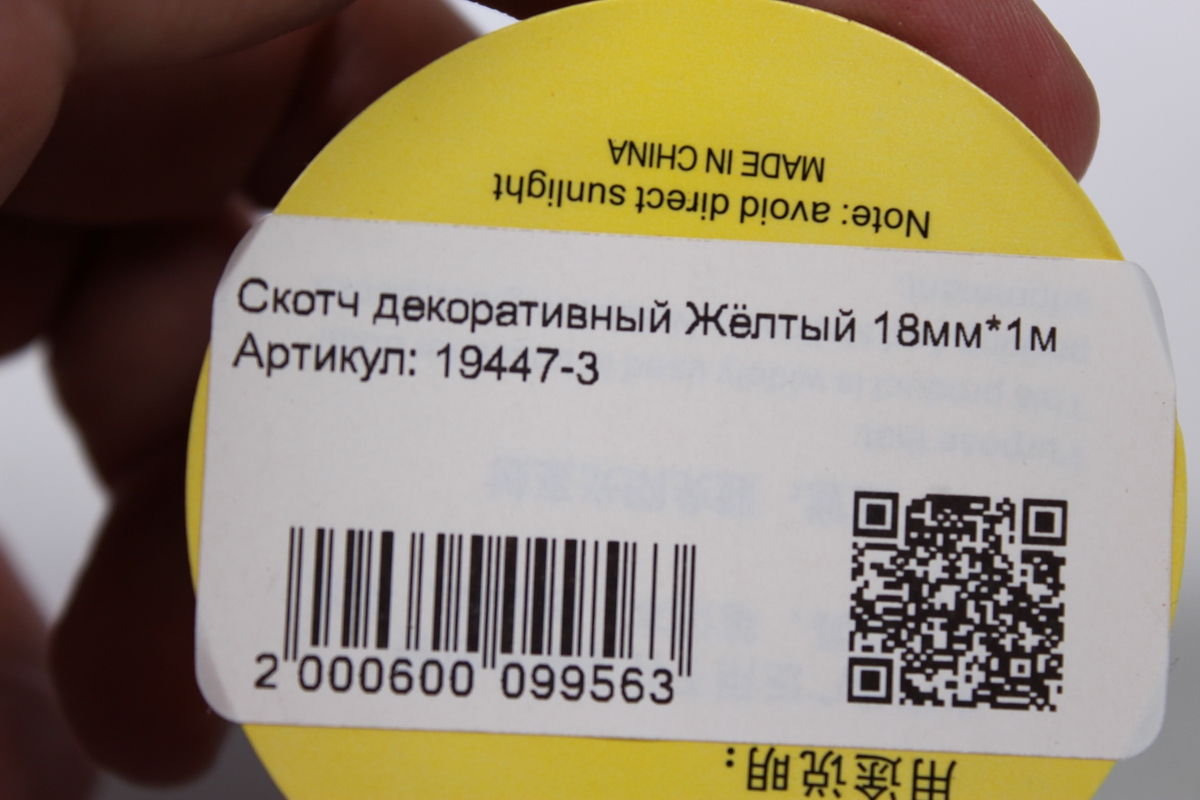 MADE IN CHINA
Note: avoid direct sunlight
Скотч декоративный Жёлтый 18мм*1м
Артикул: 19447-3
2 000600 099563
用途说明：